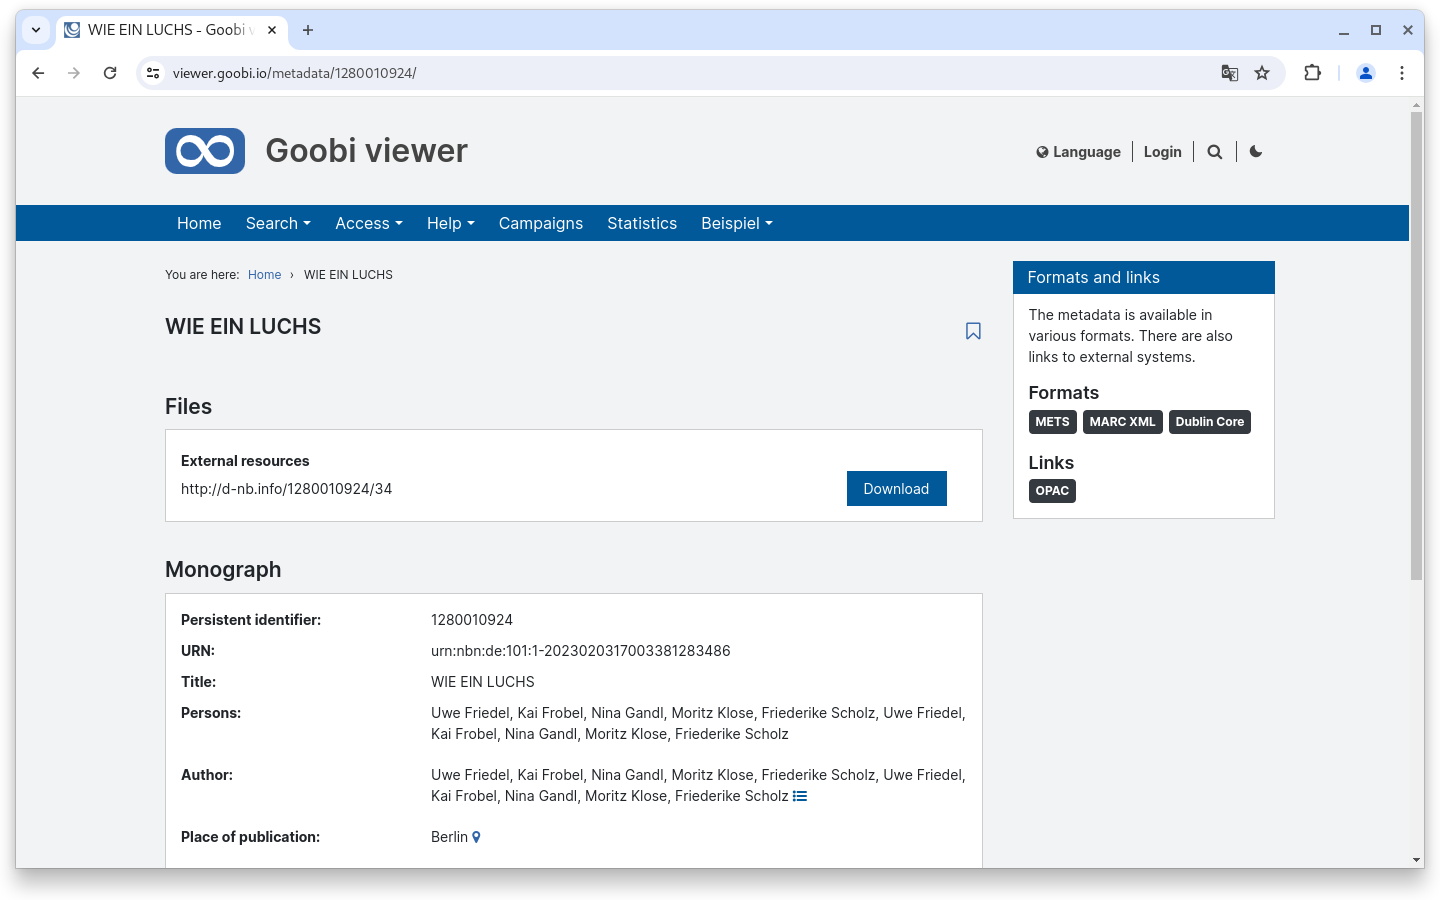 WIE EIN LUCHS - Goobi v
viewer.goobi.io/metadata/1280010924/
Goobi viewer
Language
Login
Home
Search
Access
Help
Campaigns
Statistics
Beispiel
You are here: Home › WIE EIN LUCHS
WIE EIN LUCHS
Files
External resources
http://d-nb.info/1280010924/34
Download
Monograph
Persistent identifier: 1280010924
URN: urn:nbn:de:101:1-2023020317003381283486
Title: WIE EIN LUCHS
Persons: Uwe Friedel, Kai Frobel, Nina Gandl, Moritz Klose, Friederike Scholz, Uwe Friedel,
Kai Frobel, Nina Gandl, Moritz Klose, Friederike Scholz
Author: Uwe Friedel, Kai Frobel, Nina Gandl, Moritz Klose, Friederike Scholz, Uwe Friedel,
Kai Frobel, Nina Gandl, Moritz Klose, Friederike Scholz
Place of publication: Berlin
Formats and links
The metadata is available in
various formats. There are also
links to external systems.
Formats
METS
MARC XML
Dublin Core
Links
OPAC